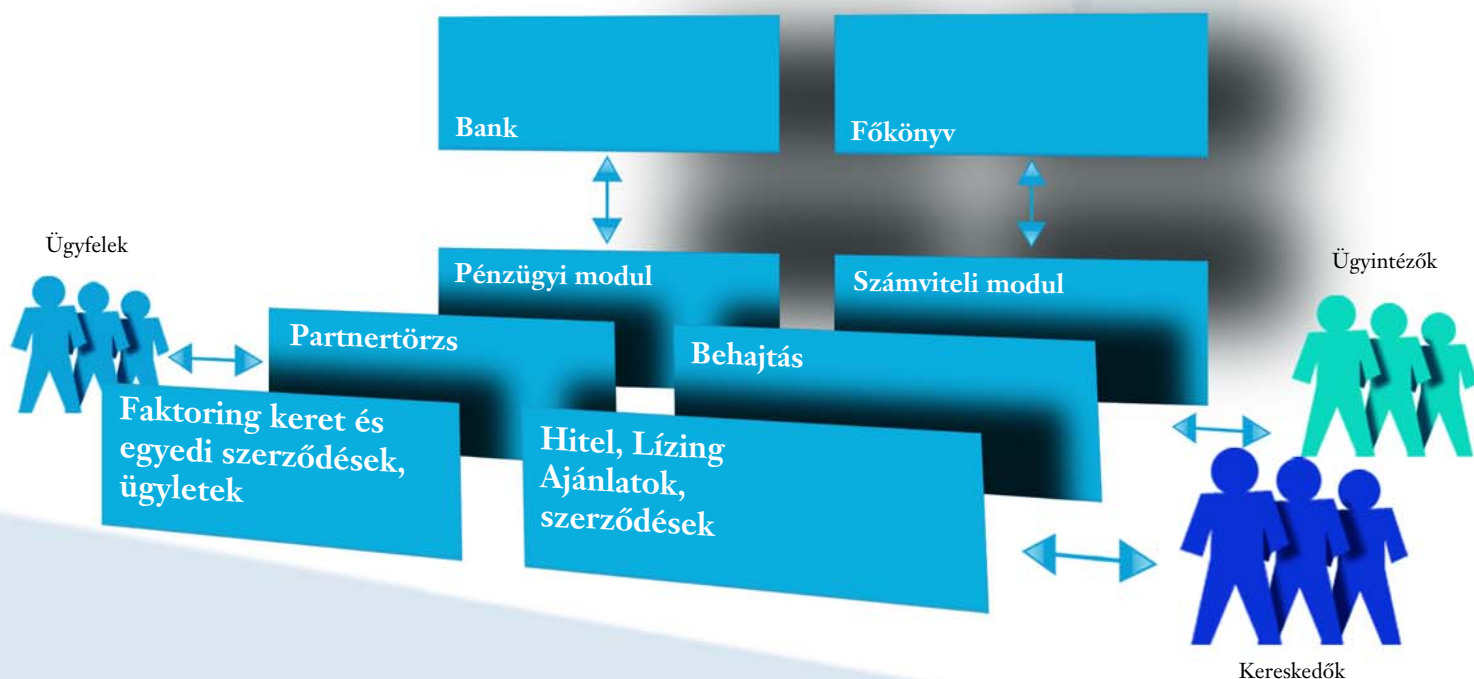 Bank
Főkönyv
Ügyfelek
Pénzügyi modul
Számviteli modul
Ügyintézők
Partnertörzs
Behajtás
Faktoring keret és
egyedi szerződések,
ügyletek
Hitel, Lízing
Ajánlatok,
szerződések
Kereskedők